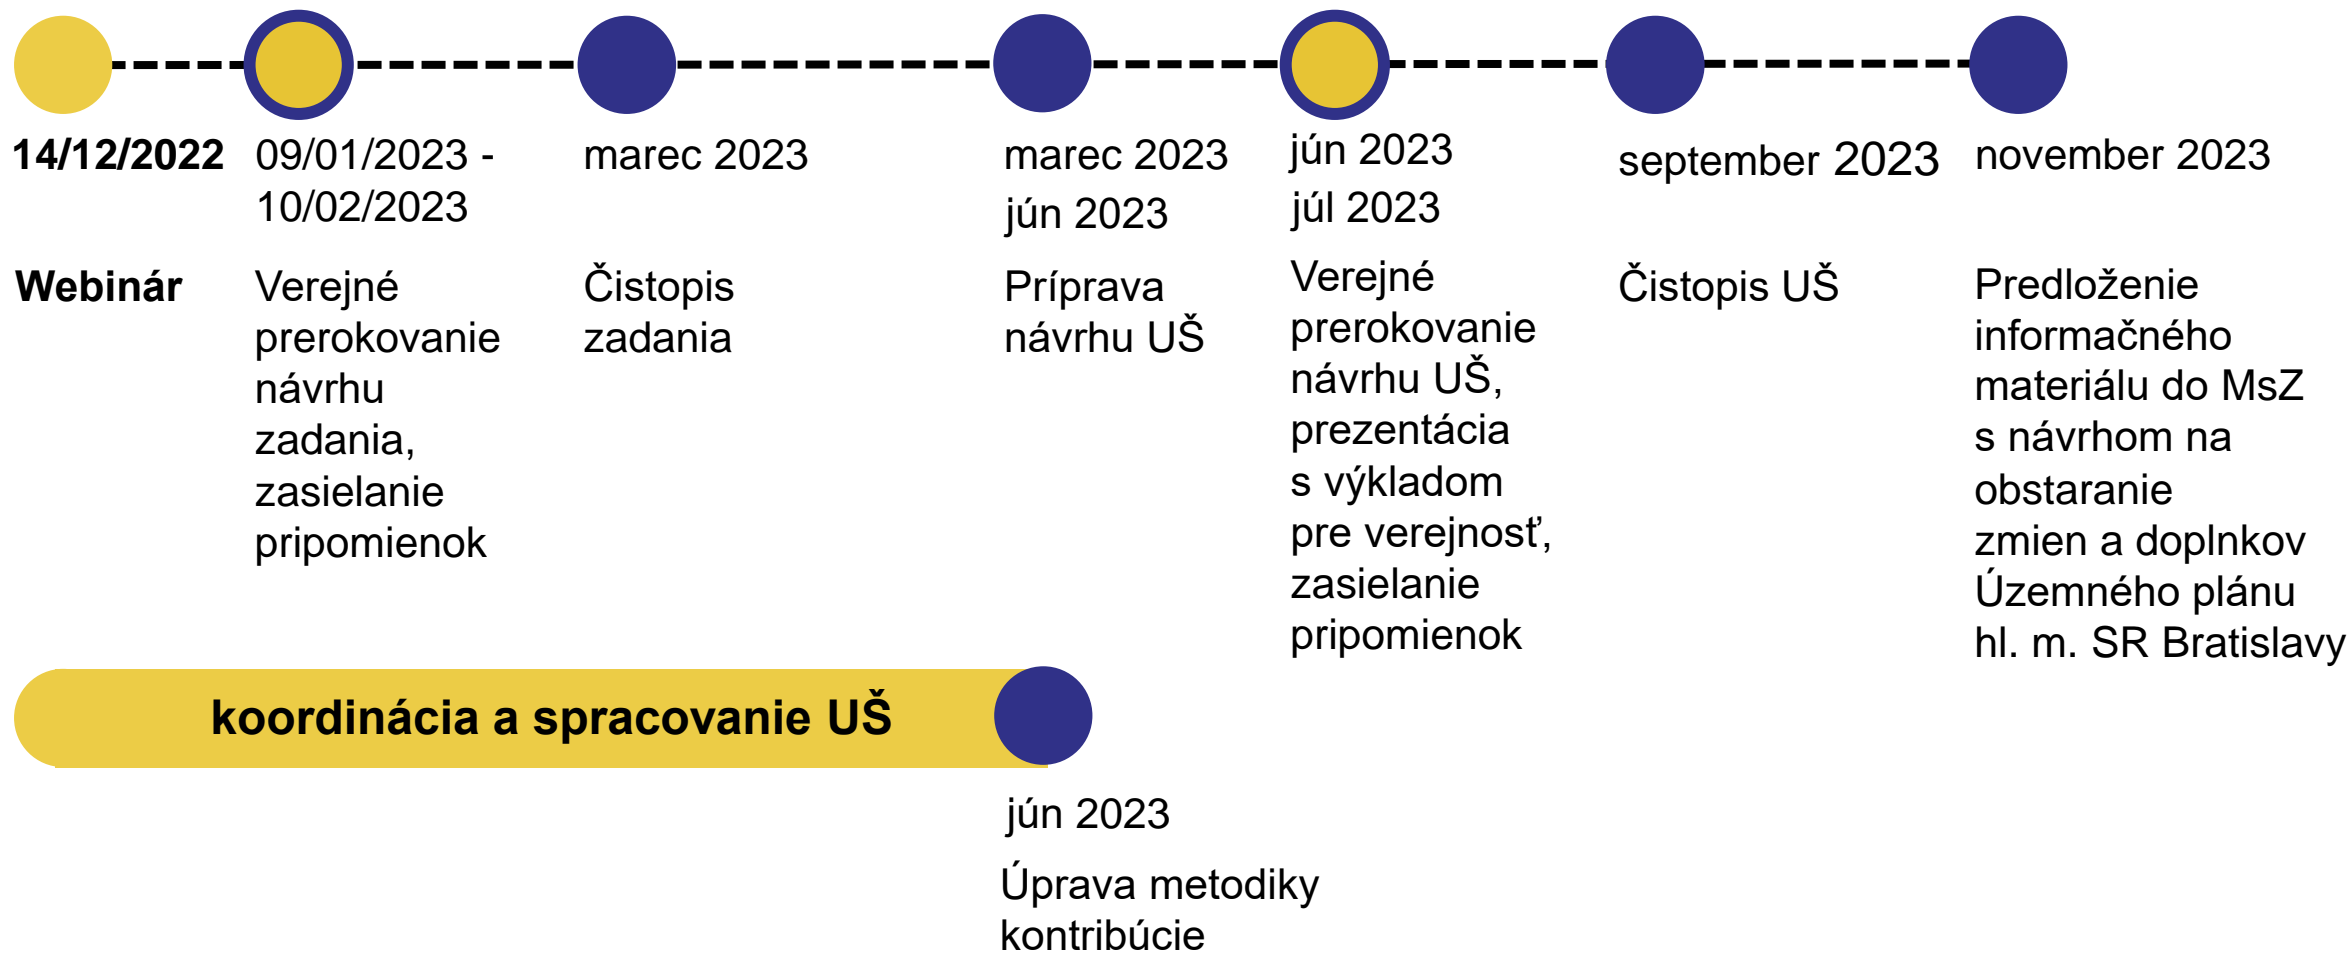 14/12/2022
Webinár
09/01/2023 -
10/02/2023
Verejné
prerokovanie
návrhu
zadania,
zasielanie
pripomienok
marec 2023
Čistopis
zadania
marec 2023
jún 2023
Príprava
návrhu UŠ
jún 2023
júl 2023
Verejné
prerokovanie
návrhu UŠ,
prezentácia
s výkladom
pre verejnosť,
zasielanie
pripomienok
september 2023
Čistopis UŠ
november 2023
Predloženie
informačného
materiálu do MsZ
s návrhom na
obstaranie
zmien a doplnkov
Územného plánu
hl. m. SR Bratislavy
koordinácia a spracovanie UŠ
jún 2023
Úprava metodiky
kontribúcie